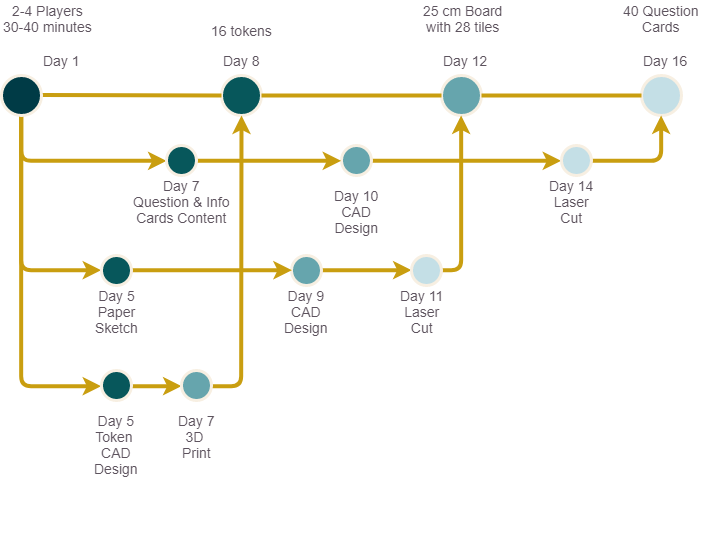 2-4 Players
30-40 minutes
16 tokens
25 cm Board
with 28 tiles
40 Question
Cards
Day 1
Day 8
Day 12
Day 16
Day 7
Question & Info
Cards Content
Day 10
CAD
Design
Day 14
Laser
Cut
Day 5
Paper
Sketch
Day 9
CAD
Design
Day 11
Laser
Cut
Day 5
Token
CAD
Design
Day 7
3D
Print